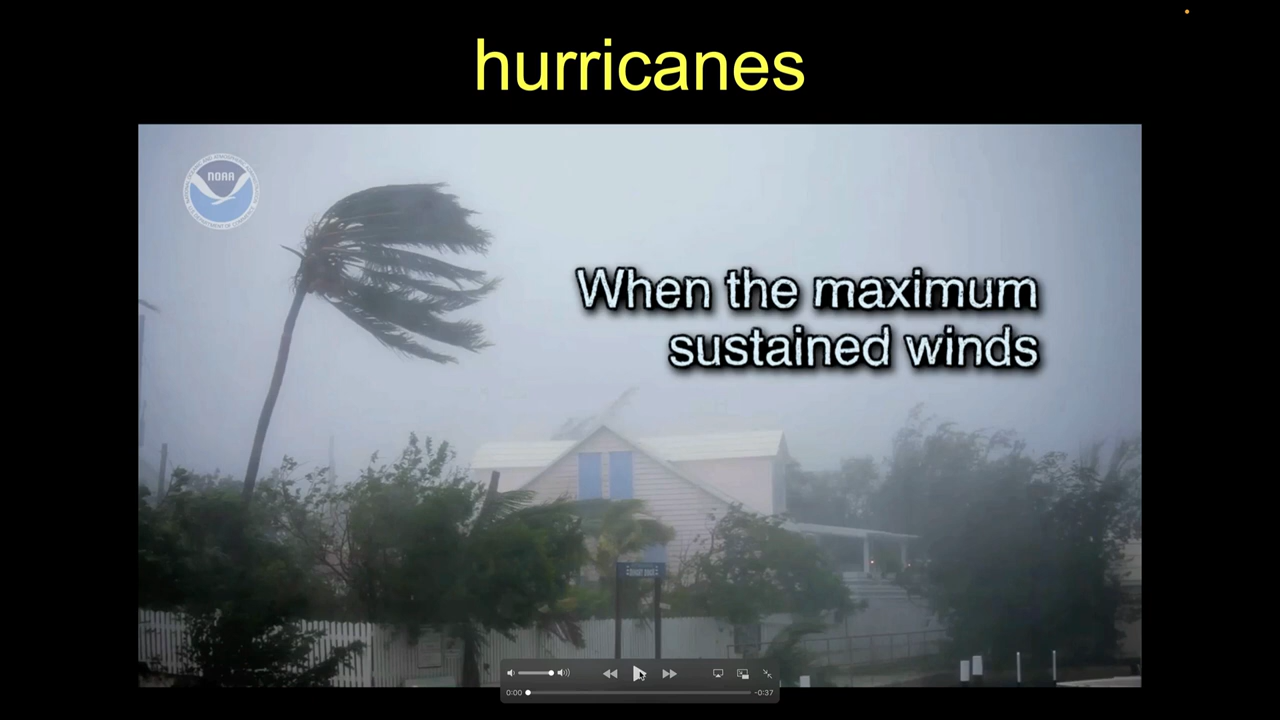 hurricanes
NOAA
When the maximum
sustained winds
0:00
-0:37